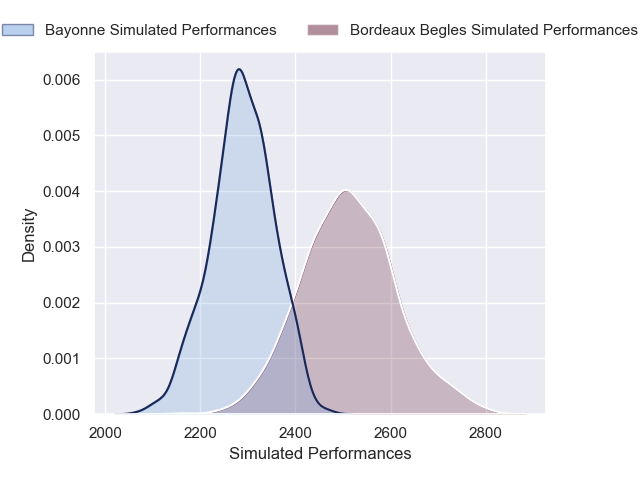 Bayonne Simulated Performances
Bordeaux Begles Simulated Performances
0.006
0.005
0.004
0.003
0.002
0.001
0.000
Density
2000 2200 2400 2600 2800
Simulated Performances